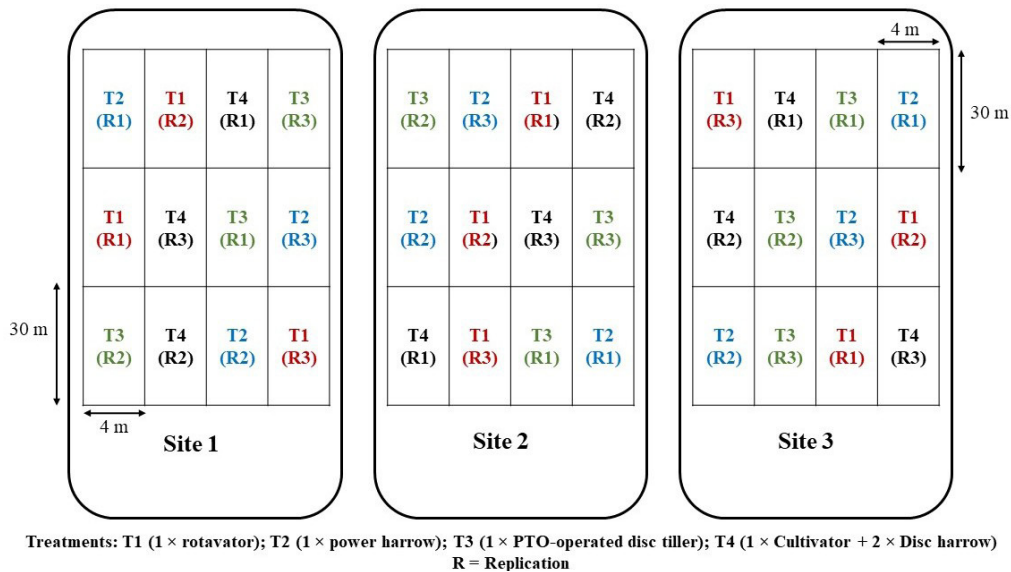 4 m
T2 T1 T4 T3
(R1) (R2) (R1) (R3)
T3 T2 T1 T4
(R2) (R3) (R1) (R2)
T1 T4 T3 T2
(R3) (R1) (R1) (R1)
30 m
T1 T4 T3 T2
(R1) (R3) (R1) (R3)
T2 T1 T4 T3
(R2) (R2) (R3) (R3)
T4 T3 T2 T1
(R2) (R2) (R3) (R2)
30 m
T3 T4 T2 T1
(R2) (R2) (R2) (R3)
T4 T1 T3 T2
(R1) (R3) (R1) (R1)
T2 T3 T1 T4
(R2) (R3) (R1) (R3)
4 m
Site 1
Site 2
Site 3
Treatments: T1 (1 × rotavator); T2 (1 × power harrow); T3 (1 × PTO-operated disc tiller); T4 (1 × Cultivator + 2 × Disc harrow)
R = Replication